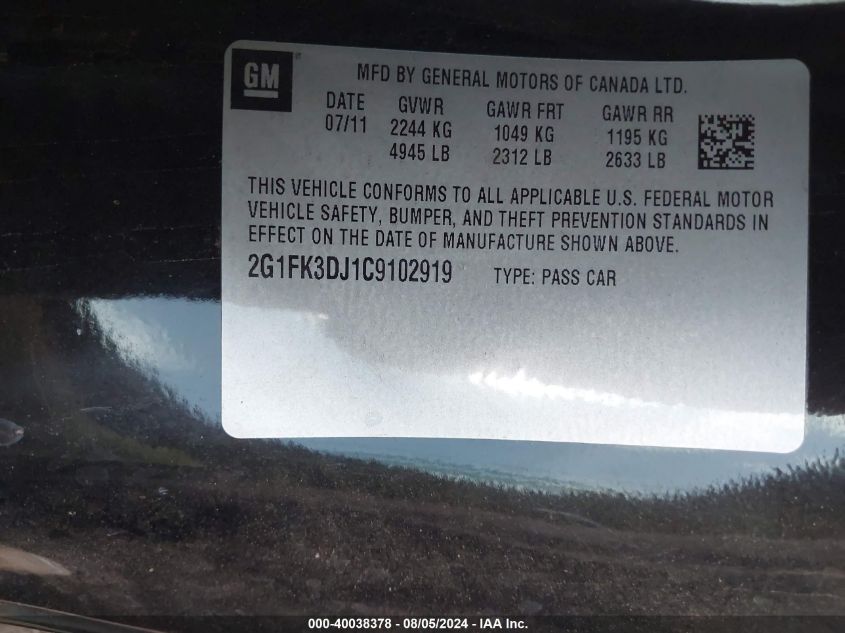 GM
MFD BY GENERAL MOTORS OF CANADA LTD.
DATE GVWR GAWR FRT GAWR RR
07/11 2244 KG 1049 KG 1195 KG
4945 LB 2312 LB 2633 LB
THIS VEHICLE CONFORMS TO ALL APPLICABLE U.S. FEDERAL MOTOR
VEHICLE SAFETY, BUMPER, AND THEFT PREVENTION STANDARDS IN
EFFECT ON THE DATE OF MANUFACTURE SHOWN ABOVE.
2G1FK3DJ1C9102919 TYPE: PASS CAR
000-40038378 - 08/05/2024 - IAA Inc.